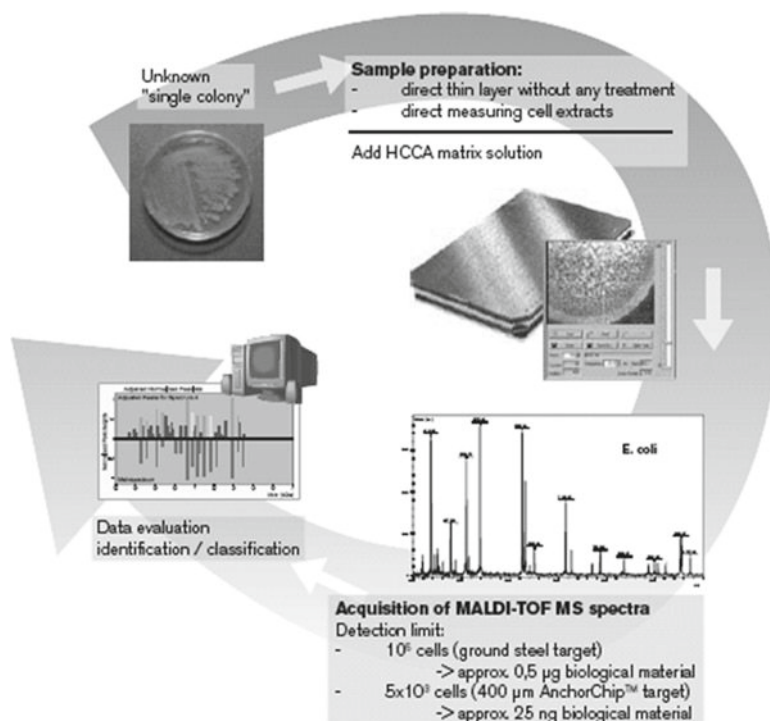 Unknown
"single colony"
Sample preparation:
- direct thin layer without any treatment
- direct measuring cell extracts
Add HCCA matrix solution
E. coli
Data evaluation
identification / classification
Acquisition of MALDI-TOF MS spectra
Detection limit:
- 10⁶ cells (ground steel target)
-> approx. 0,5 µg biological material
- 5x10³ cells (400 µm AnchorChip™ target)
-> approx. 25 ng biological material